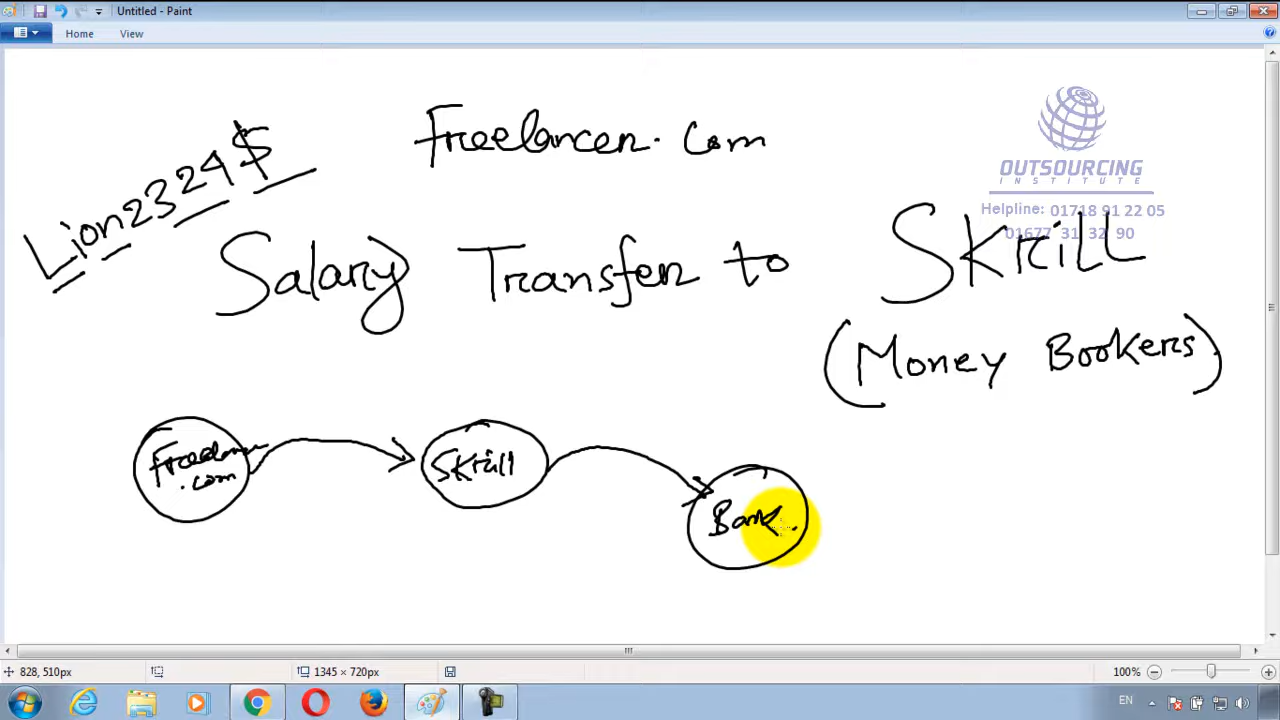 Untitled - Paint
Home View
Freelancer.com
Lion2324$
OUTSOURCING
INSTITUTE
Helpline: 01718 91 22 05
01677 31 32 90
Salary Transfer to Skrill
(Money Bookers)
Freelancer
.com
Skrill
Bank
828, 510px
1345 × 720px
100%
EN